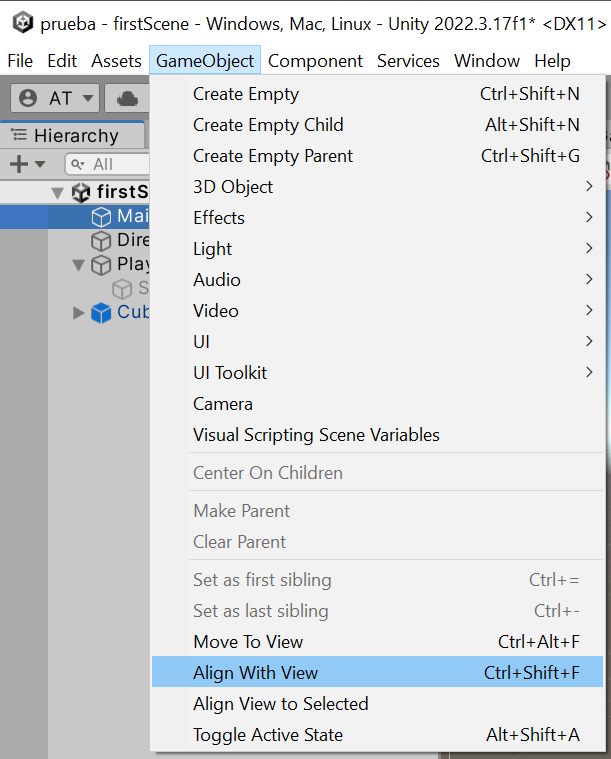 prueba - firstScene - Windows, Mac, Linux - Unity 2022.3.17f1* <DX11>
File Edit Assets GameObject Component Services Window Help
AT
Hierarchy
All
firstS
Mai
Dire
Play
S
Cub
Create Empty Ctrl+Shift+N
Create Empty Child Alt+Shift+N
Create Empty Parent Ctrl+Shift+G
3D Object
Effects
Light
Audio
Video
UI
UI Toolkit
Camera
Visual Scripting Scene Variables
Center On Children
Make Parent
Clear Parent
Set as first sibling Ctrl+=
Set as last sibling Ctrl+-
Move To View Ctrl+Alt+F
Align With View Ctrl+Shift+F
Align View to Selected
Toggle Active State Alt+Shift+A